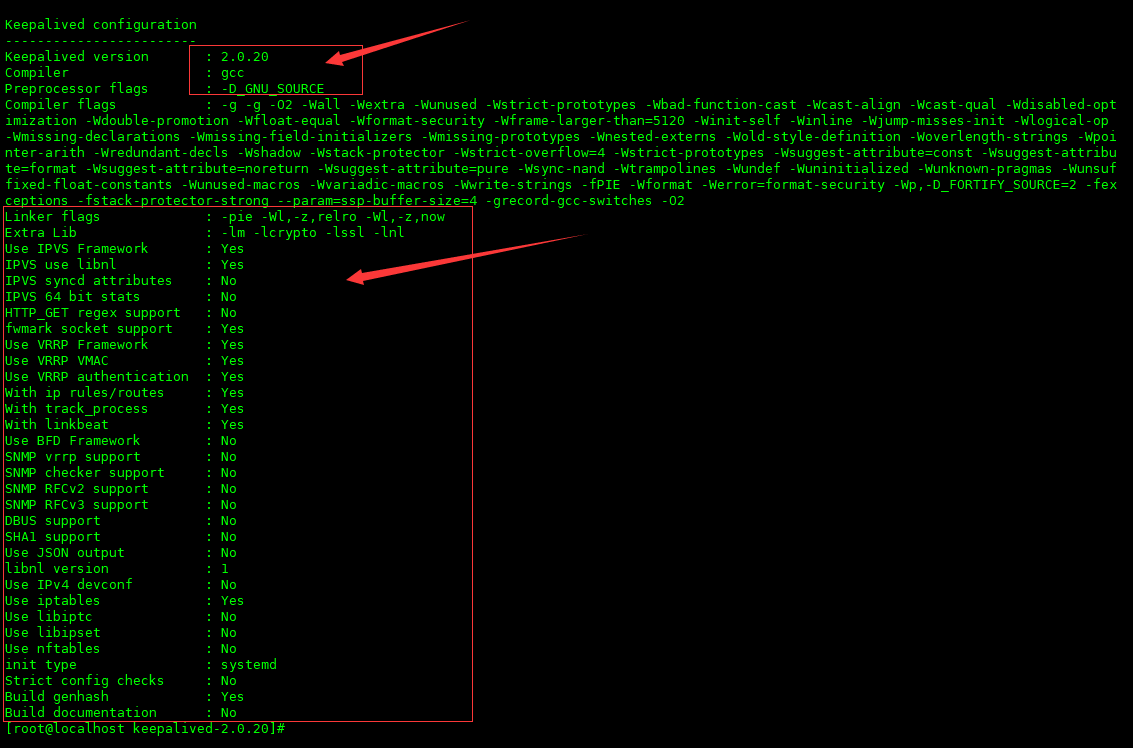 Keepalived configuration
------------------------
Keepalived version       : 2.0.20
Compiler                 : gcc
Preprocessor flags       : -D_GNU_SOURCE
Compiler flags           : -g -g -O2 -Wall -Wextra -Wunused -Wstrict-prototypes -Wbad-function-cast -Wcast-align -Wcast-qual -Wdisabled-opt
imization -Wdouble-promotion -Wfloat-equal -Wformat-security -Wframe-larger-than=5120 -Winit-self -Winline -Wjump-misses-init -Wlogical-op
-Wmissing-declarations -Wmissing-field-initializers -Wmissing-prototypes -Wnested-externs -Wold-style-definition -Woverlength-strings -Wpoi
nter-arith -Wredundant-decls -Wshadow -Wstack-protector -Wstrict-overflow=4 -Wstrict-prototypes -Wsuggest-attribute=const -Wsuggest-attribu
te=format -Wsuggest-attribute=noreturn -Wsuggest-attribute=pure -Wsync-nand -Wtrampolines -Wundef -Wuninitialized -Wunknown-pragmas -Wunsuf
fixed-float-constants -Wunused-macros -Wvariadic-macros -Wwrite-strings -fPIE -Wformat -Werror=format-security -Wp,-D_FORTIFY_SOURCE=2 -fex
ceptions -fstack-protector-strong --param=ssp-buffer-size=4 -grecord-gcc-switches -O2
Linker flags             : -pie -Wl,-z,relro -Wl,-z,now
Extra Lib                : -lm -lcrypto -lssl -lnl
Use IPVS Framework       : Yes
IPVS use libnl           : Yes
IPVS syncd attributes    : No
IPVS 64 bit stats        : No
HTTP_GET regex support   : No
fwmark socket support    : Yes
Use VRRP Framework       : Yes
Use VRRP VMAC            : Yes
Use VRRP authentication  : Yes
With ip rules/routes     : Yes
With track_process       : Yes
With linkbeat            : Yes
Use BFD Framework        : No
SNMP vrrp support        : No
SNMP checker support     : No
SNMP RFCv2 support       : No
SNMP RFCv3 support       : No
DBUS support             : No
SHA1 support             : No
Use JSON output          : No
libnl version            : 1
Use IPv4 devconf         : No
Use iptables             : Yes
Use libiptc              : No
Use libipset             : No
Use nftables             : No
init type                : systemd
Strict config checks     : No
Build genhash            : Yes
Build documentation      : No
[root@localhost keepalived-2.0.20]#